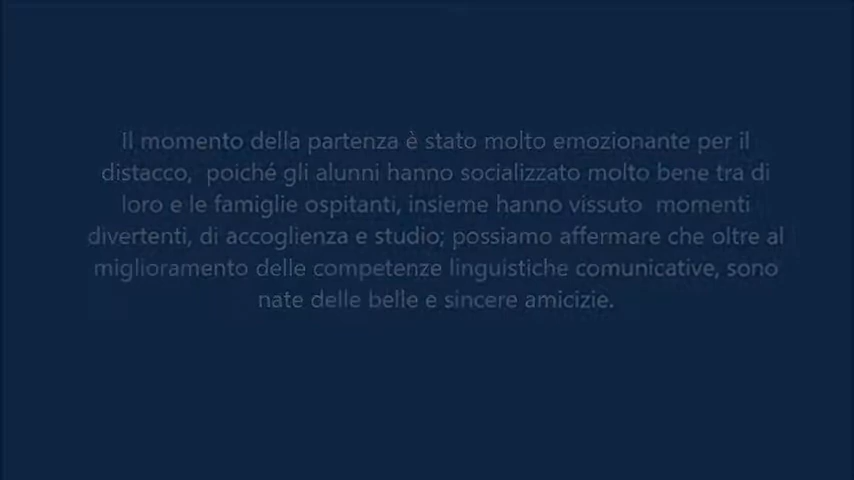 Il momento della partenza è stato molto emozionante per il
distacco,  poiché gli alunni hanno socializzato molto bene tra di
loro e le famiglie ospitanti, insieme hanno vissuto  momenti
divertenti, di accoglienza e studio; possiamo affermare che oltre al
miglioramento delle competenze linguistiche comunicative, sono
nate delle belle e sincere amicizie.